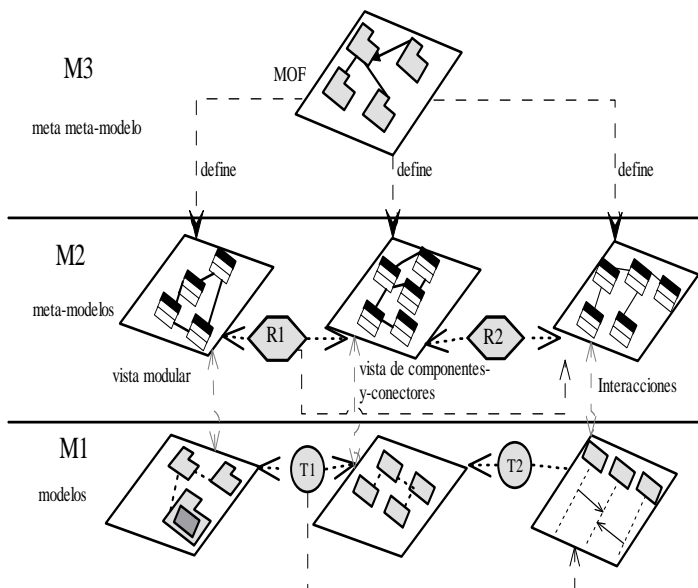 M3
MOF
meta meta-modelo
define
define
define
M2
meta-modelos
R1
R2
vista modular
vista de componentes-
y-conectores
Interacciones
M1
modelos
T1
T2